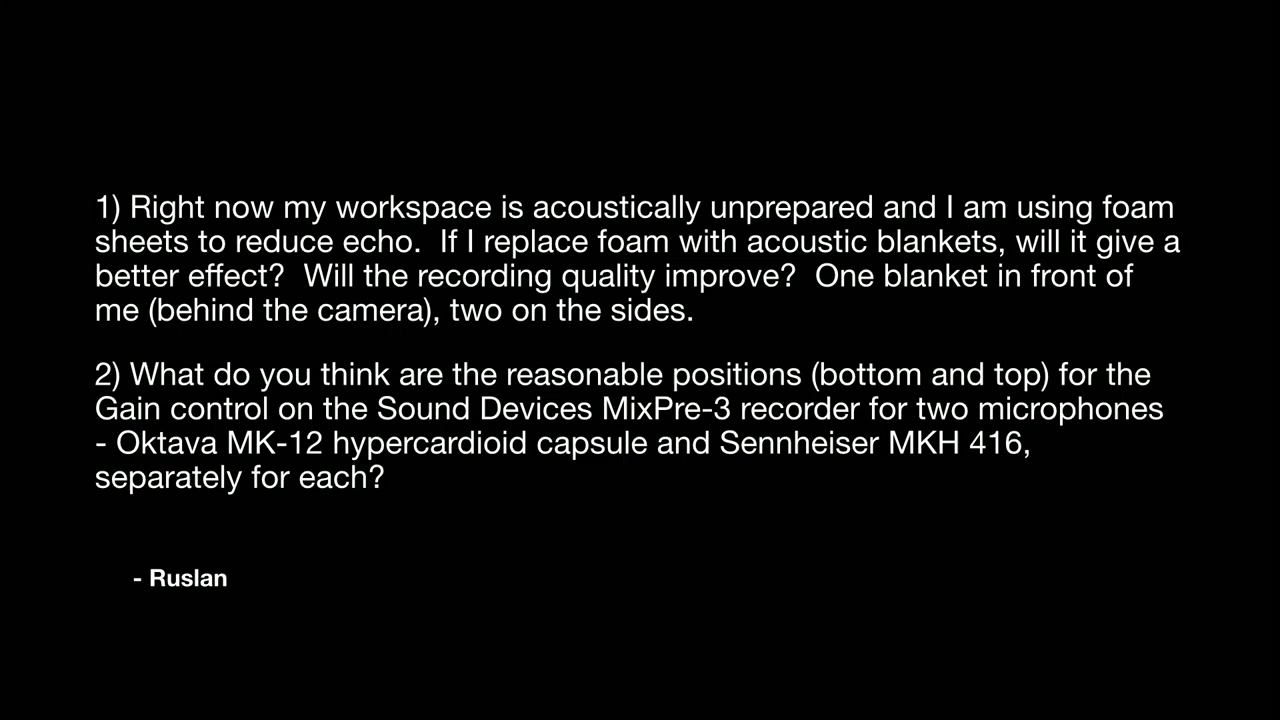 1) Right now my workspace is acoustically unprepared and I am using foam
sheets to reduce echo.  If I replace foam with acoustic blankets, will it give a
better effect?  Will the recording quality improve?  One blanket in front of
me (behind the camera), two on the sides.
2) What do you think are the reasonable positions (bottom and top) for the
Gain control on the Sound Devices MixPre-3 recorder for two microphones
- Oktava MK-12 hypercardioid capsule and Sennheiser MKH 416,
separately for each?
- Ruslan